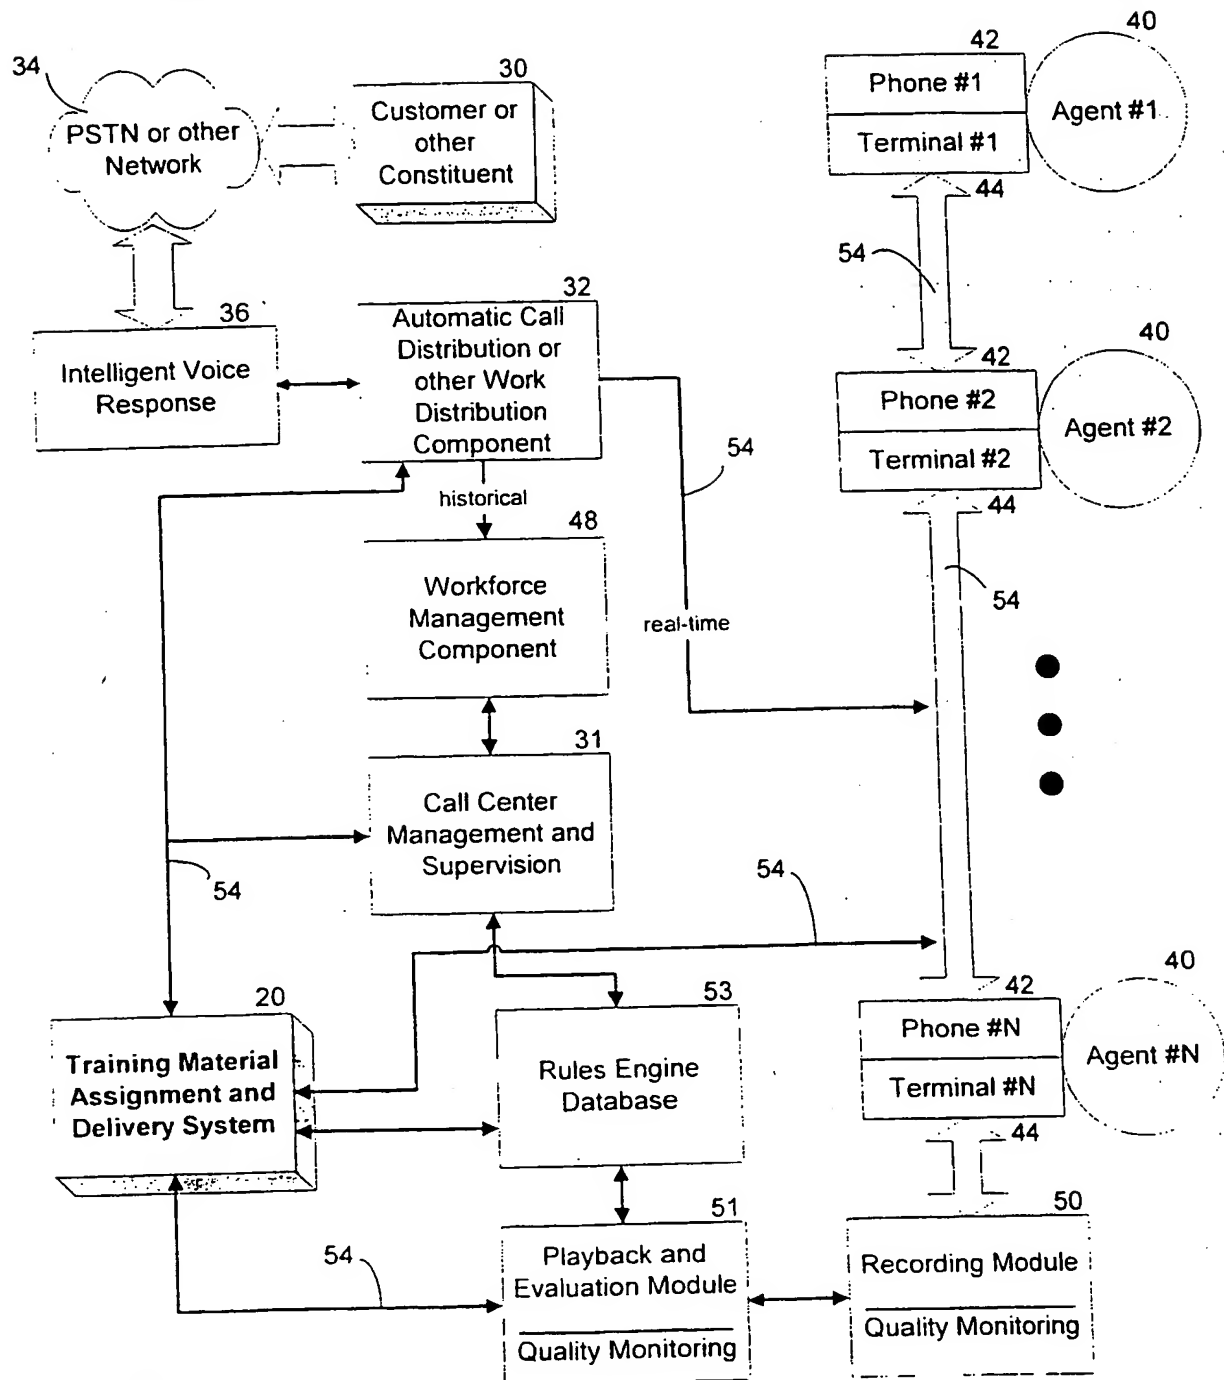 34
PSTN or other
Network
30
Customer or
other
Constituent
42
40
Phone #1
Terminal #1
Agent #1
44
54
36
Intelligent Voice
Response
32
Automatic Call
Distribution or
other Work
Distribution
Component
54
historical
42
40
Phone #2
Terminal #2
Agent #2
44
54
48
Workforce
Management
Component
real-time
31
Call Center
Management and
Supervision
54
54
20
Training Material
Assignment and
Delivery System
53
Rules Engine
Database
42
40
Phone #N
Terminal #N
Agent #N
44
54
51
Playback and
Evaluation Module
Quality Monitoring
50
Recording Module
Quality Monitoring